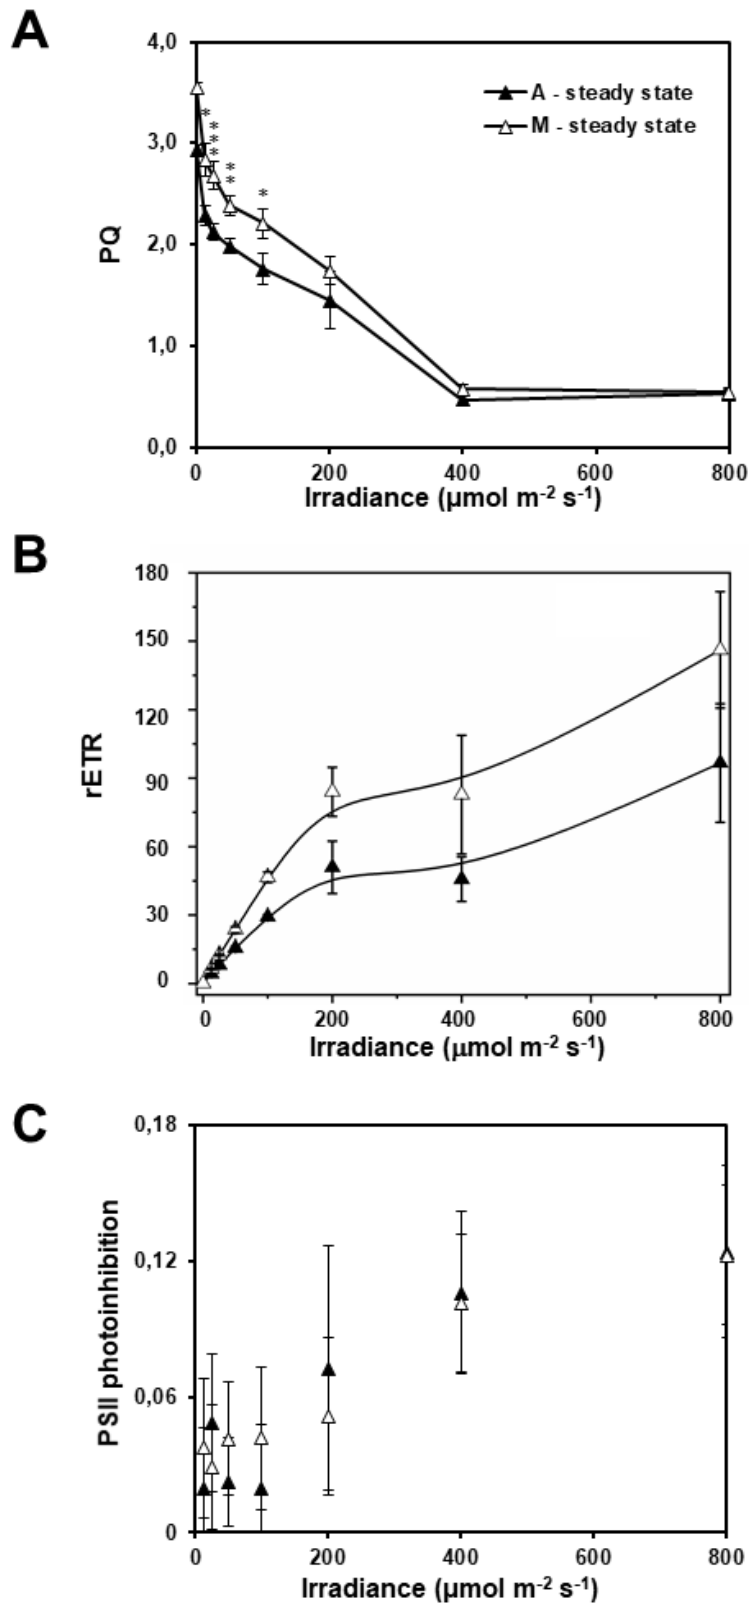 A
4,0
A - steady state
M - steady state
*
***
**
*
3,0
PQ
2,0
1,0
0,0
0 200 400 600 800
Irradiance (µmol m⁻² s⁻¹)
B
180
150
120
rETR
90
60
30
0
0 200 400 600 800
Irradiance (µmol m⁻² s⁻¹)
C
0,18
PSII photoinhibition
0,12
0,06
0
0 200 400 600 800
Irradiance (µmol m⁻² s⁻¹)